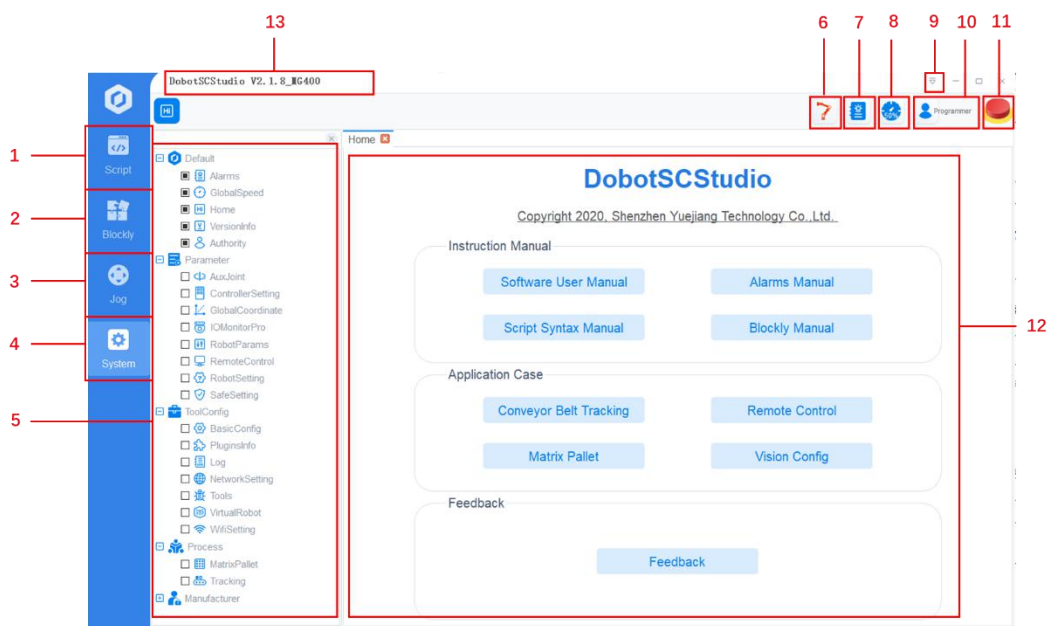 13
6
7
8
9
10
11
DobotSCStudio V2.1.8_MG400
Hi
50%
Programmer
1
Script
2
Blockly
3
Jog
4
System
5
Default
Alarms
GlobalSpeed
Home
VersionInfo
Authority
Parameter
AuxJoint
ControllerSetting
GlobalCoordinate
IOMonitorPro
RobotParams
RemoteControl
RobotSetting
SafeSetting
ToolConfig
BasicConfig
PluginsInfo
Log
NetworkSetting
Tools
VirtualRobot
WifiSetting
Process
MatrixPallet
Tracking
Manufacturer
Home
DobotSCStudio
Copyright 2020, Shenzhen Yuejiang Technology Co.,Ltd.
Instruction Manual
Software User Manual
Alarms Manual
Script Syntax Manual
Blockly Manual
12
Application Case
Conveyor Belt Tracking
Remote Control
Matrix Pallet
Vision Config
Feedback
Feedback